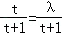 t/(t+1) = λ/(t+1)